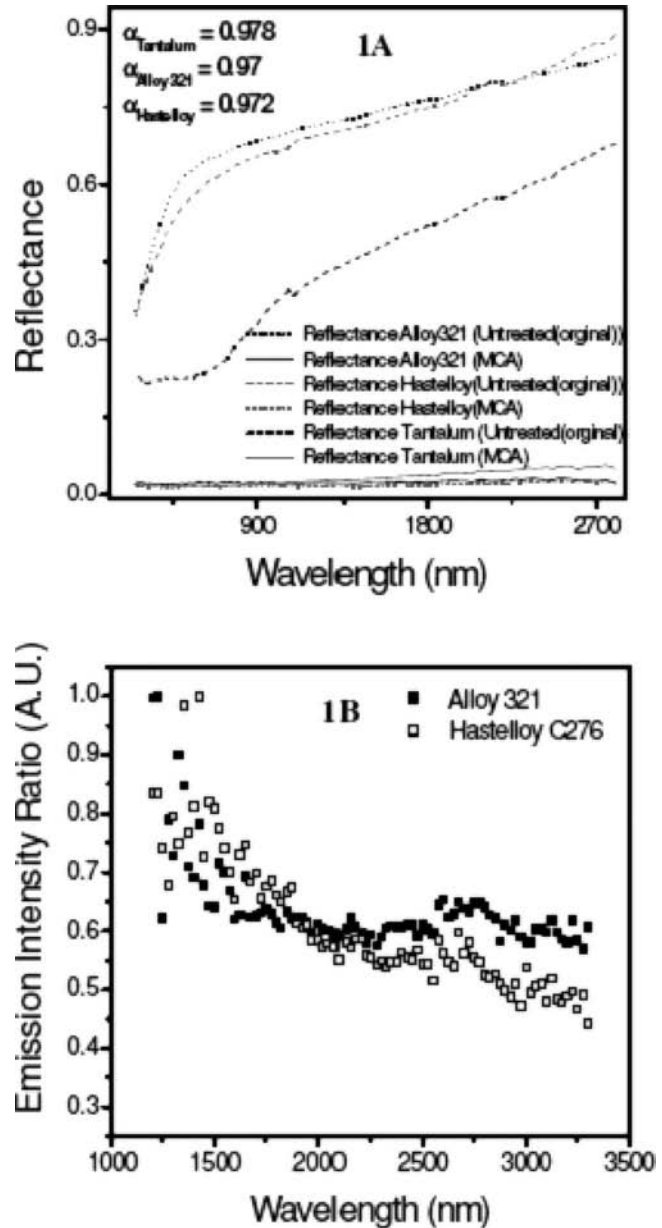 0.9
α Tantalum = 0.978
1A
α Alloy321 = 0.97
α Hastelloy = 0.972
0.6
Reflectance
0.3
Reflectance Alloy321 (Untreated(orginal))
Reflectance Alloy321 (MCA)
Reflectance Hastelloy(Untreated(orginal))
Reflectance Hastelloy(MCA)
Reflectance Tantalum (Untreated(orginal)
Reflectance Tantalum (MCA)
0.0
900 1800 2700
Wavelength (nm)
1.0
1B
Alloy 321
Hastelloy C276
0.9
0.8
0.7
0.6
0.5
0.4
0.3
Emission Intensity Ratio (A.U.)
1000 1500 2000 2500 3000 3500
Wavelength (nm)